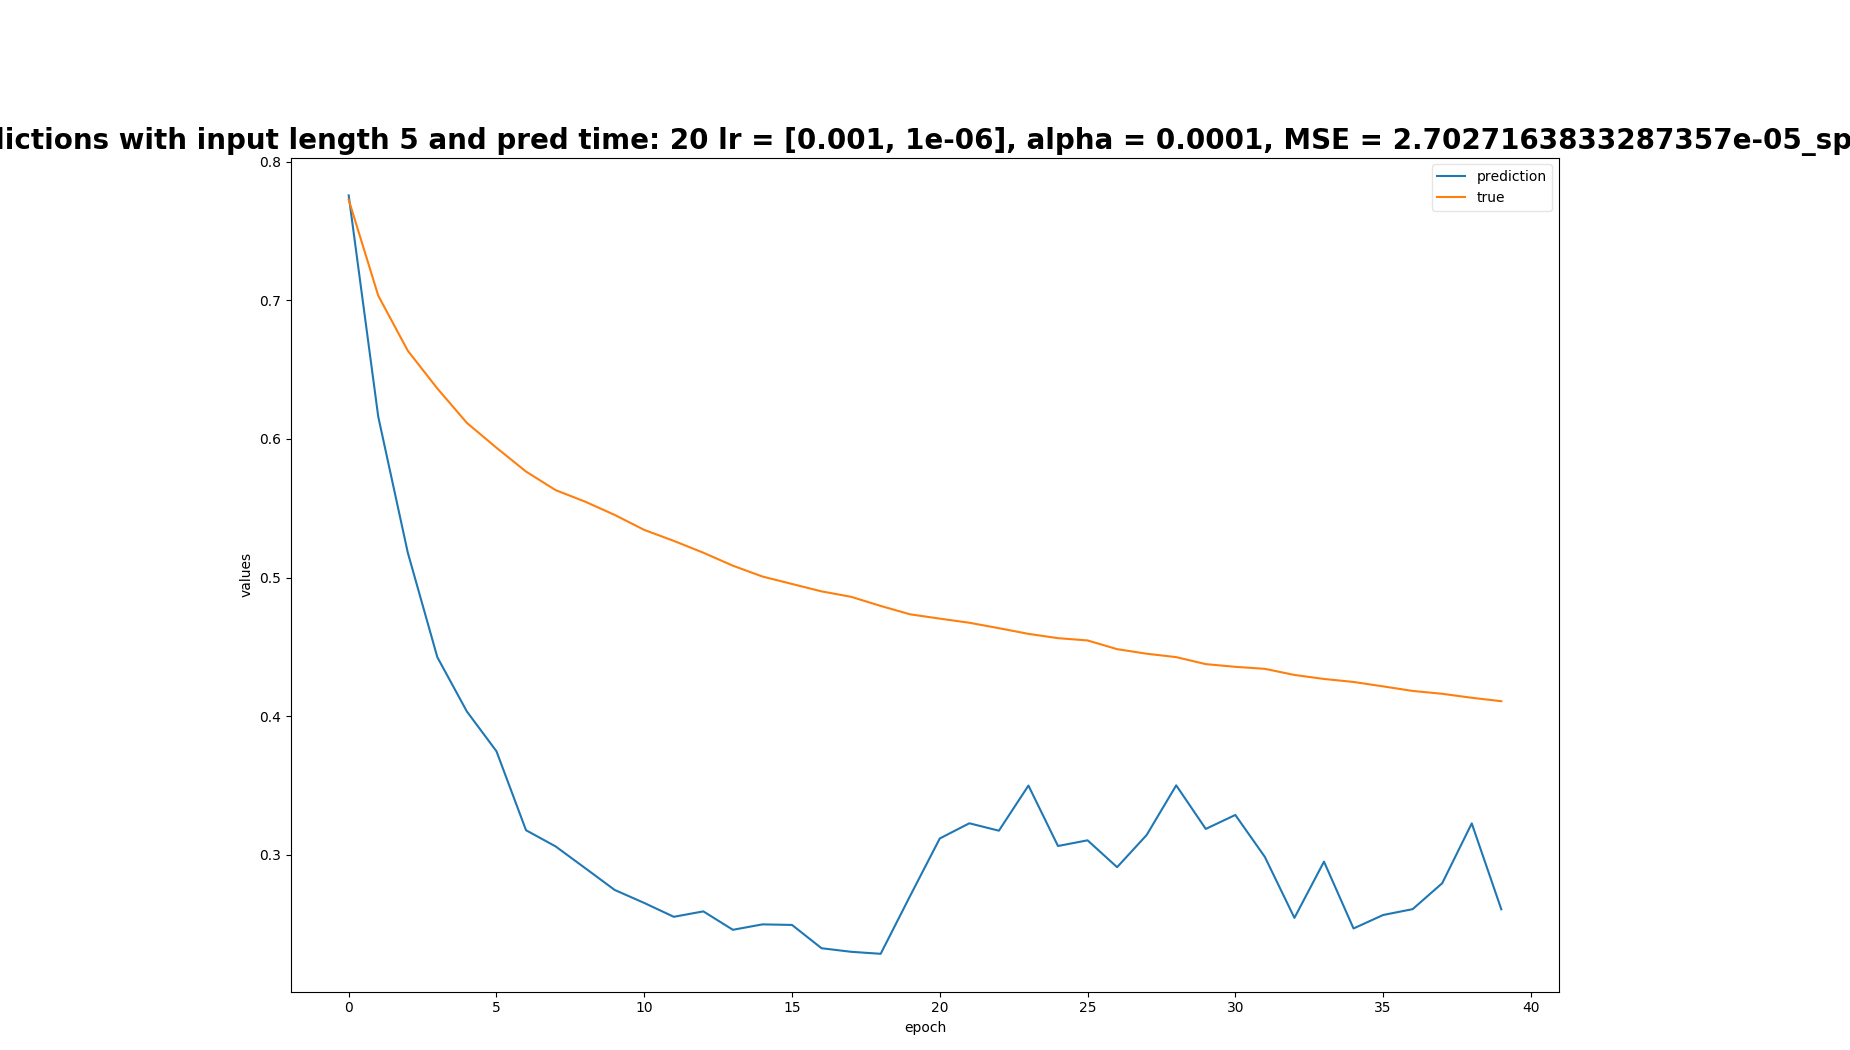 dictions with input length 5 and pred time: 20 lr = [0.001, 1e-06], alpha = 0.0001, MSE = 2.7027163833287357e-05_sp
prediction
true
values
0.8
0.7
0.6
0.5
0.4
0.3
0 5 10 15 20 25 30 35 40
epoch